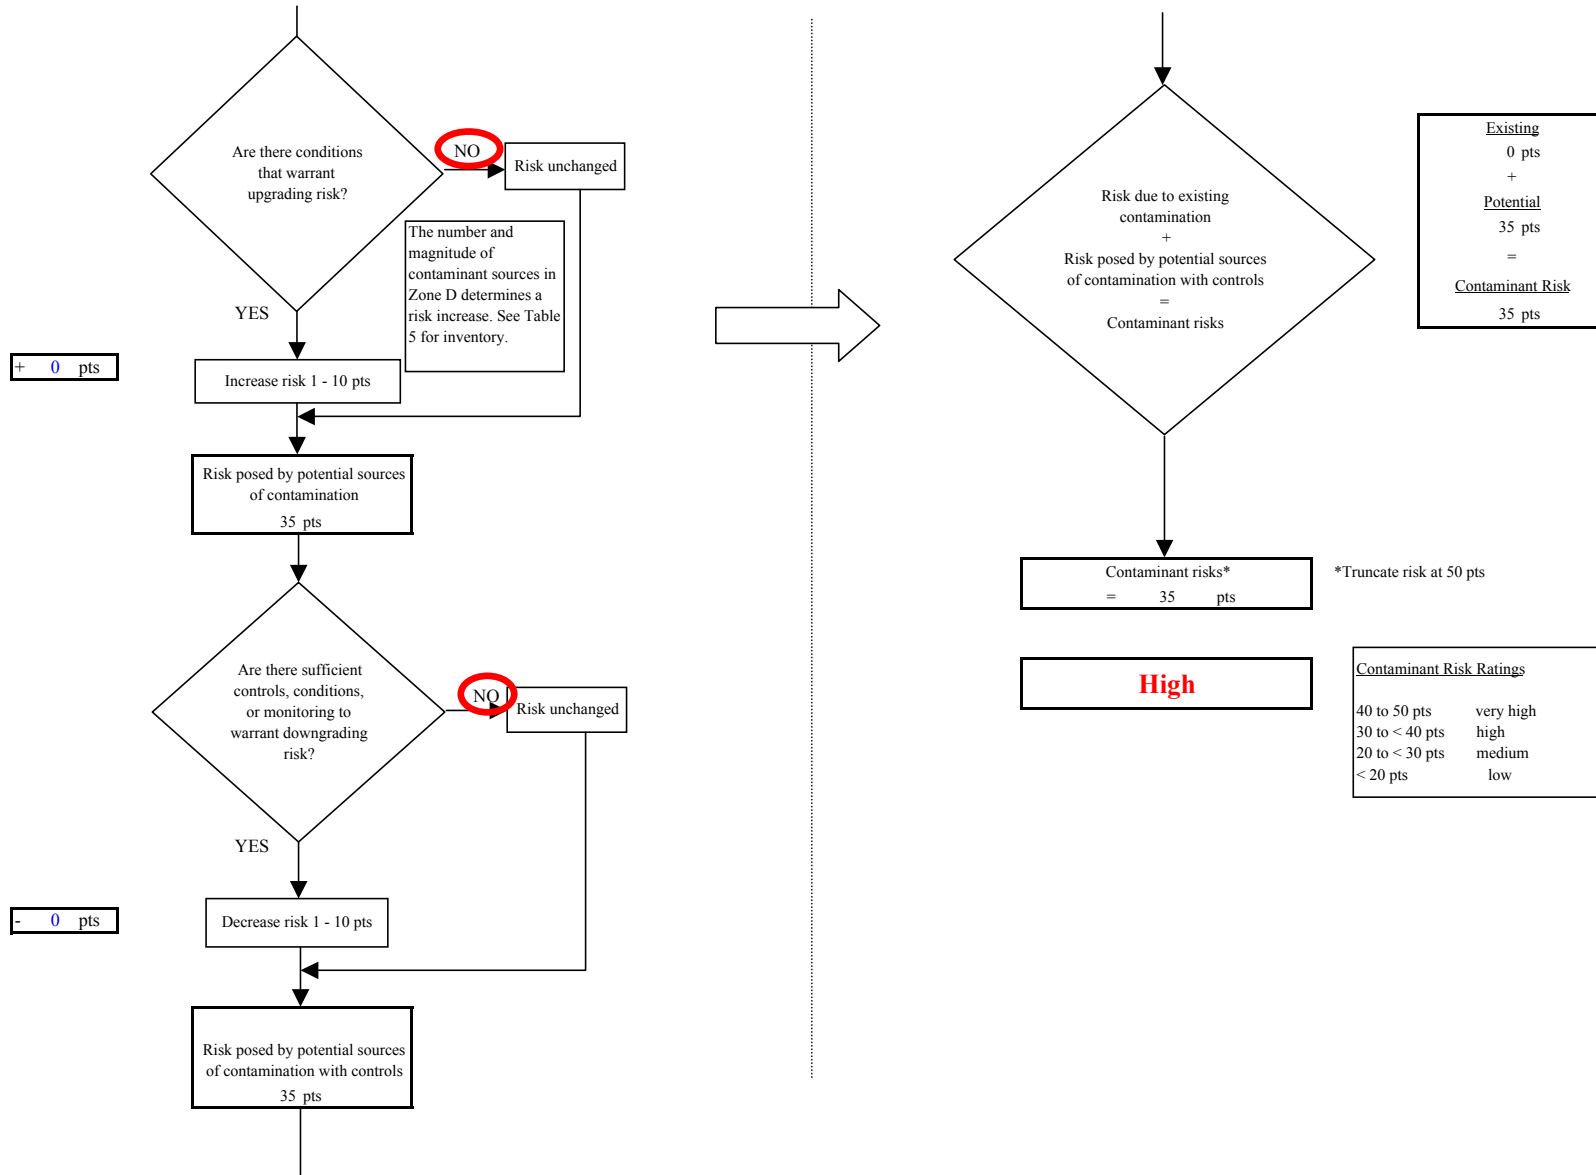 Are there conditions
that warrant
upgrading risk?
NO
Risk unchanged
The number and
magnitude of
contaminant sources in
Zone D determines a
risk increase. See Table
5 for inventory.
YES
+ 0 pts
Increase risk 1 - 10 pts
Risk posed by potential sources
of contamination
35 pts
Are there sufficient
controls, conditions,
or monitoring to
warrant downgrading
risk?
NO
Risk unchanged
YES
- 0 pts
Decrease risk 1 - 10 pts
Risk posed by potential sources
of contamination with controls
35 pts
Risk due to existing
contamination
+
Risk posed by potential sources
of contamination with controls
=
Contaminant risks
Existing
0 pts
+
Potential
35 pts
=
Contaminant Risk
35 pts
Contaminant risks*
= 35 pts
*Truncate risk at 50 pts
High
Contaminant Risk Ratings
40 to 50 pts very high
30 to < 40 pts high
20 to < 30 pts medium
< 20 pts low